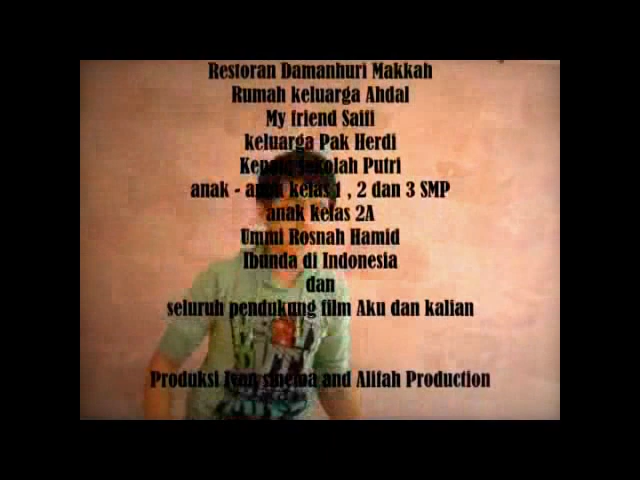 Restoran Damanhuri Makkah
Rumah keluarga Ahdal
My friend Saifi
keluarga Pak Herdi
Kepala sekolah Putri
anak - anak kelas 1 , 2 dan 3 SMP
anak kelas 2A
Ummi Rosnah Hamid
Ibunda di Indonesia
dan
seluruh pendukung film Aku dan kalian
Produksi sinema and Alifah Production